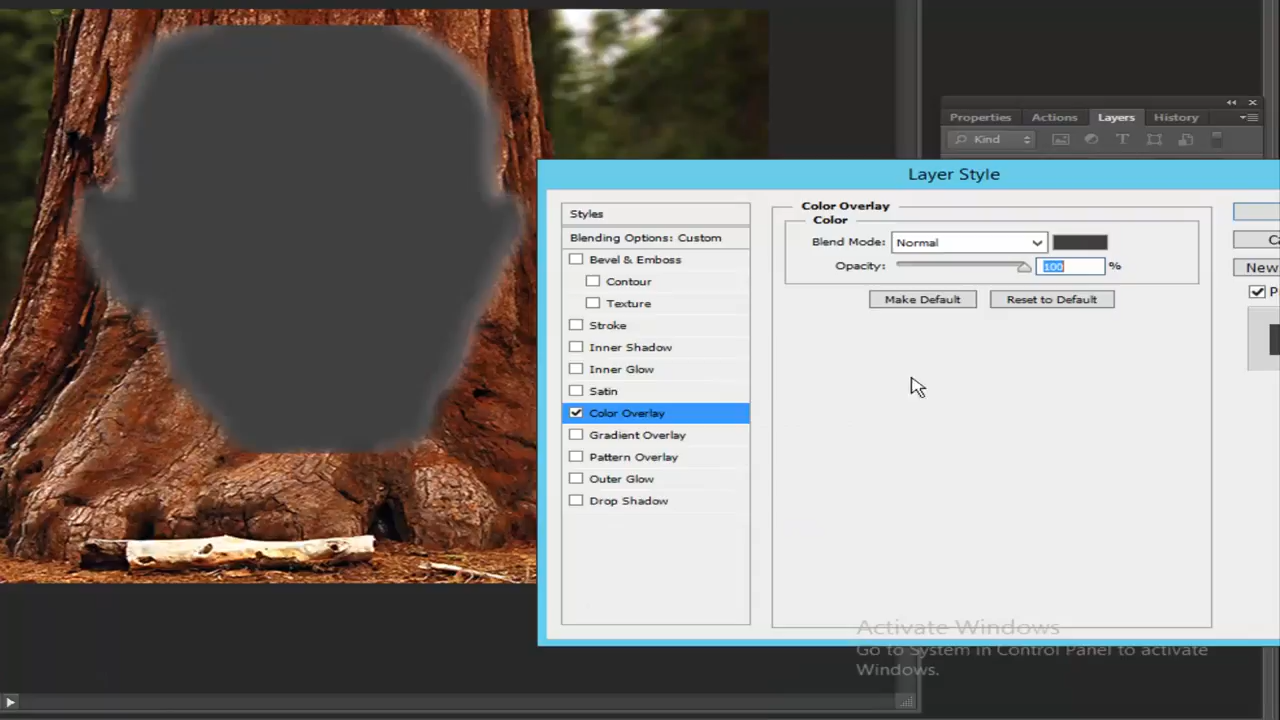 Properties Actions Layers History
Kind
Layer Style
Styles
Blending Options: Custom
Bevel & Emboss
Contour
Texture
Stroke
Inner Shadow
Inner Glow
Satin
Color Overlay
Gradient Overlay
Pattern Overlay
Outer Glow
Drop Shadow
Color Overlay
Color
Blend Mode: Normal
Opacity: 100 %
Make Default Reset to Default
New
Activate Windows
Go to System in Control Panel to activate
Windows.